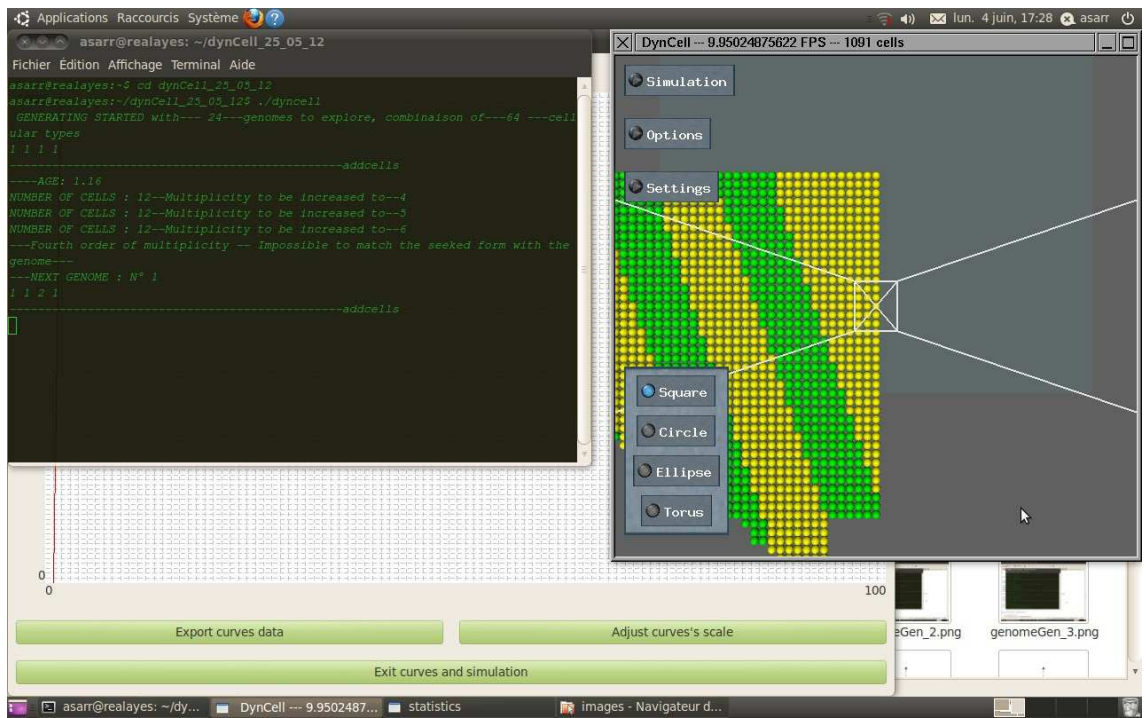 Applications Raccourcis Système
lun. 4 juin, 17:28 asarr
asarr@realayes: ~/dynCell_25_05_12
Fichier Édition Affichage Terminal Aide
asarr@realayes:~$ cd dynCell_25_05_12
asarr@realayes:~/dynCell_25_05_12$ ./dyncell
GENERATING STARTED with--- 24---genomes to explore, combinaison of---64 ---cell
ular types
1 1 1 1
------------------------------------------------addcells
----AGE: 1.16
NUMBER OF CELLS : 12--Multiplicity to be increased to--4
NUMBER OF CELLS : 12--Multiplicity to be increased to--5
NUMBER OF CELLS : 12--Multiplicity to be increased to--6
---Fourth order of multiplicity -- Impossible to match the seeked form with the
genome---
---NEXT GENOME : N° 1
1 1 2 1
------------------------------------------------addcells
DynCell --- 9.95024875622 FPS --- 1091 cells
Simulation
Options
Settings
Square
Circle
Ellipse
Torus
0
0
100
Export curves data
Adjust curves's scale
Exit curves and simulation
eGen_2.png
genomeGen_3.png
asarr@realayes: ~/dy...
DynCell --- 9.9502487...
statistics
images - Navigateur d...